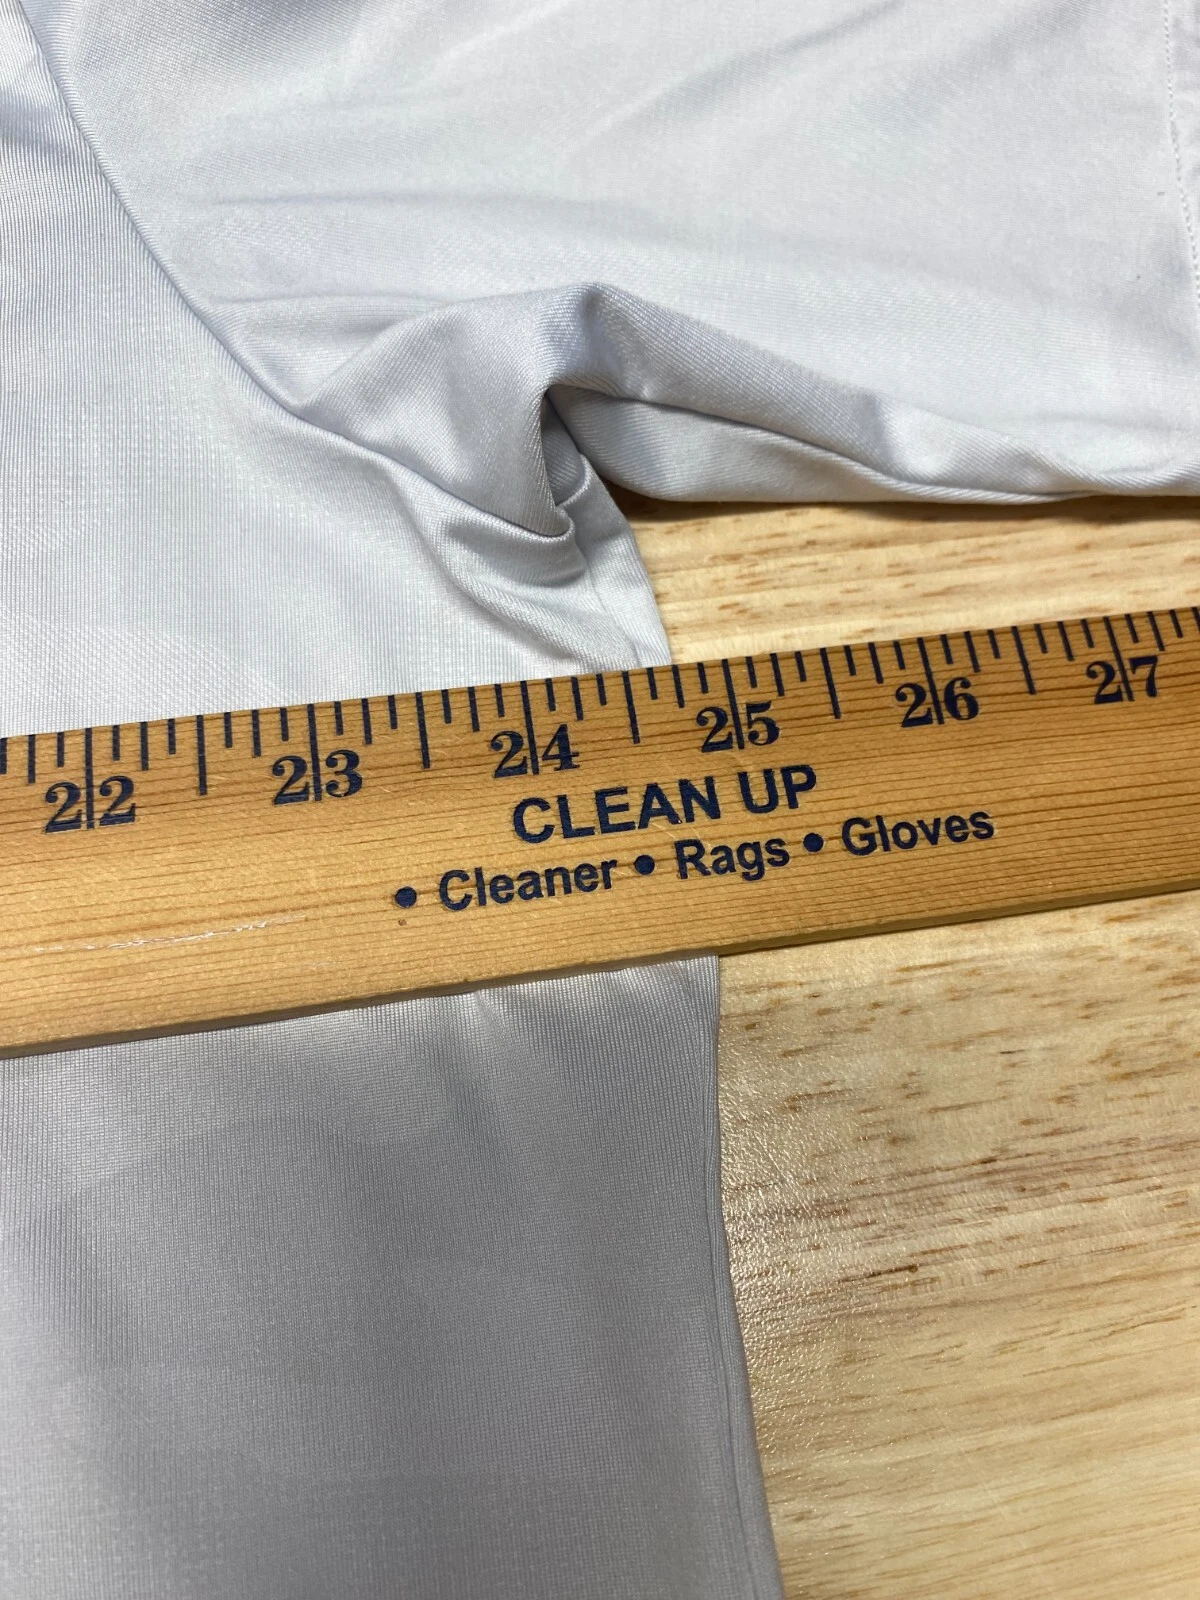 22 23 24 25 26 27
CLEAN UP
• Cleaner • Rags • Gloves